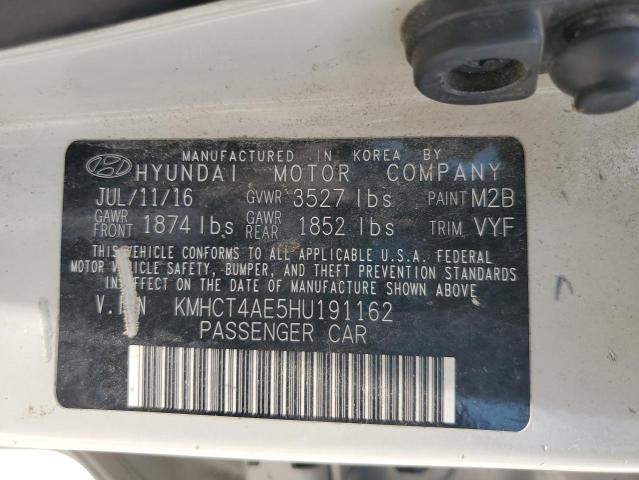 MANUFACTURED IN KOREA BY
HYUNDAI MOTOR COMPANY
JUL/11/16 GVWR 3527 lbs PAINT M2B
GAWR FRONT 1874 lbs GAWR REAR 1852 lbs TRIM VYF
THIS VEHICLE CONFORMS TO ALL APPLICABLE U.S.A. FEDERAL
MOTOR VEHICLE SAFETY, BUMPER, AND THEFT PREVENTION STANDARDS
IN EFFECT ON THE DATE OF MANUFACTURE SHOWN ABOVE
V.I.N KMHCT4AE5HU191162
PASSENGER CAR